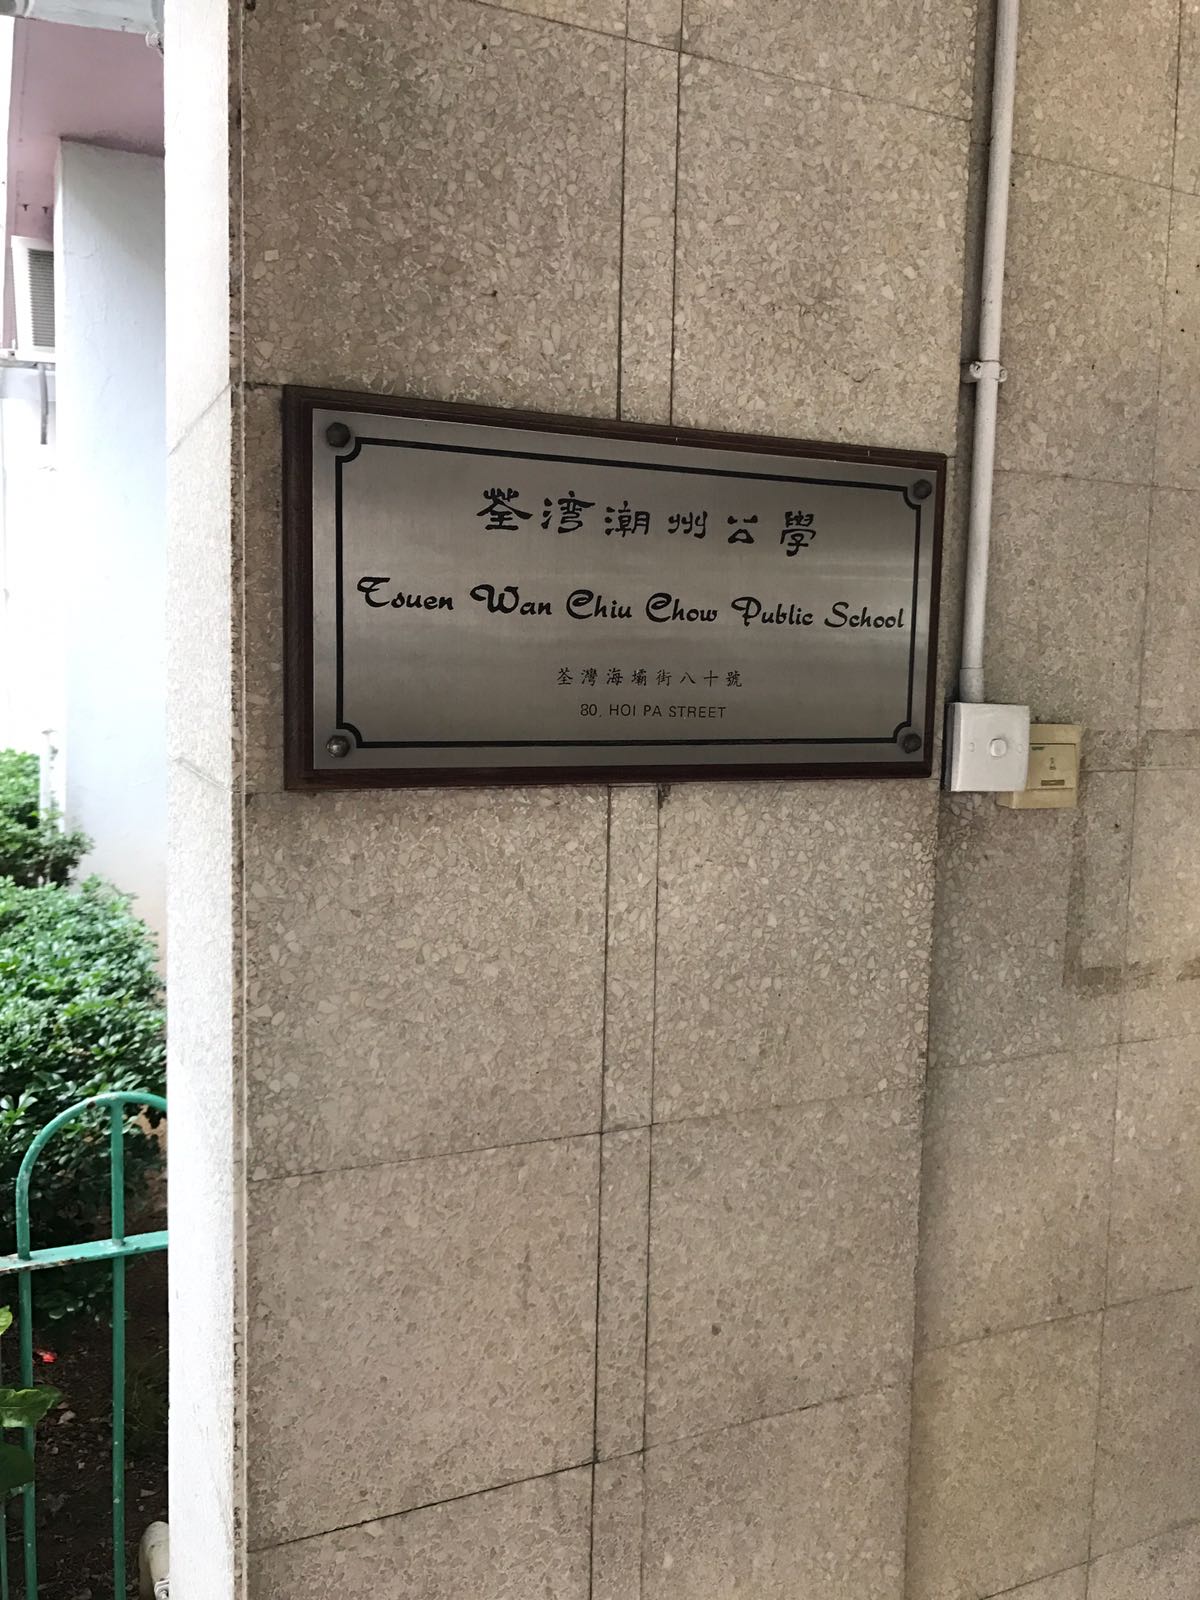 荃湾潮州公學
Tsuen Wan Chiu Chow Public School
荃灣海壩街八十號
80, HOI PA STREET